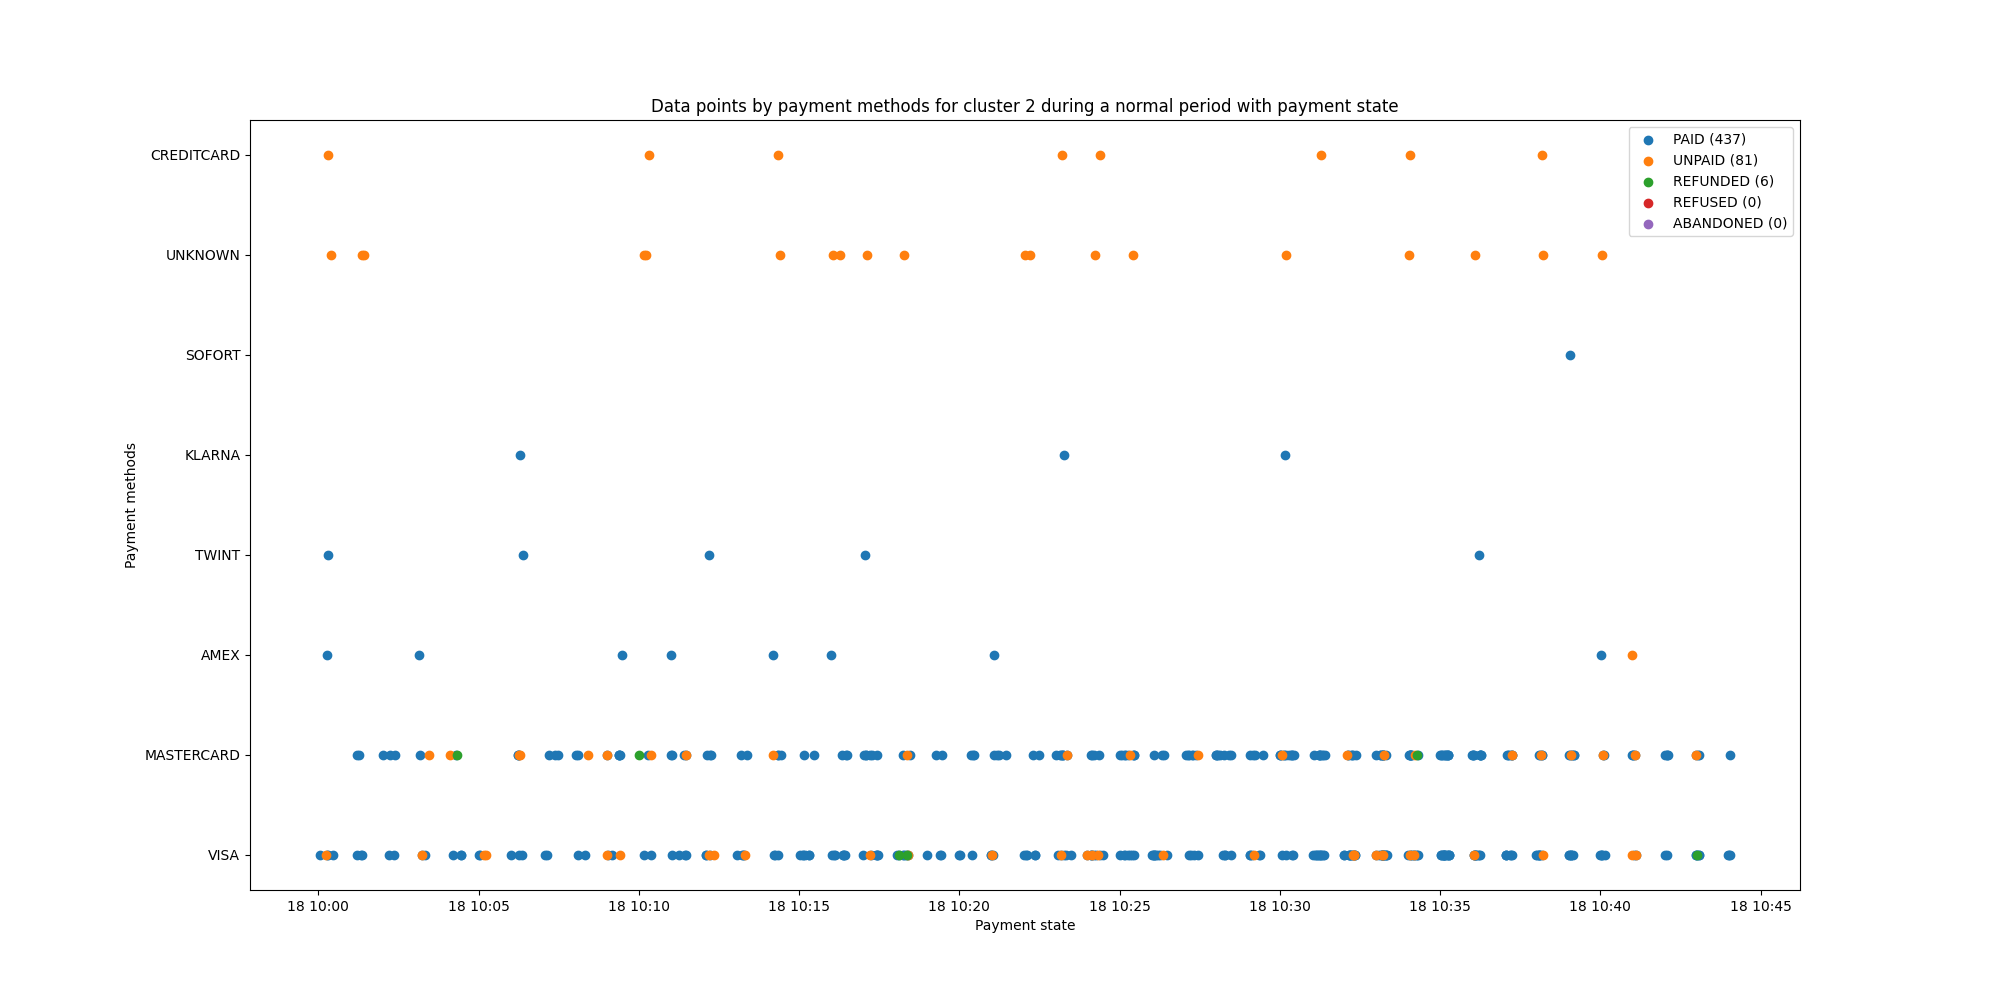 Data points by payment methods for cluster 2 during a normal period with payment state
PAID (437)
UNPAID (81)
REFUNDED (6)
REFUSED (0)
ABANDONED (0)
Payment methods
CREDITCARD
UNKNOWN
SOFORT
KLARNA
TWINT
AMEX
MASTERCARD
VISA
18 10:00 18 10:05 18 10:10 18 10:15 18 10:20 18 10:25 18 10:30 18 10:35 18 10:40 18 10:45
Payment state